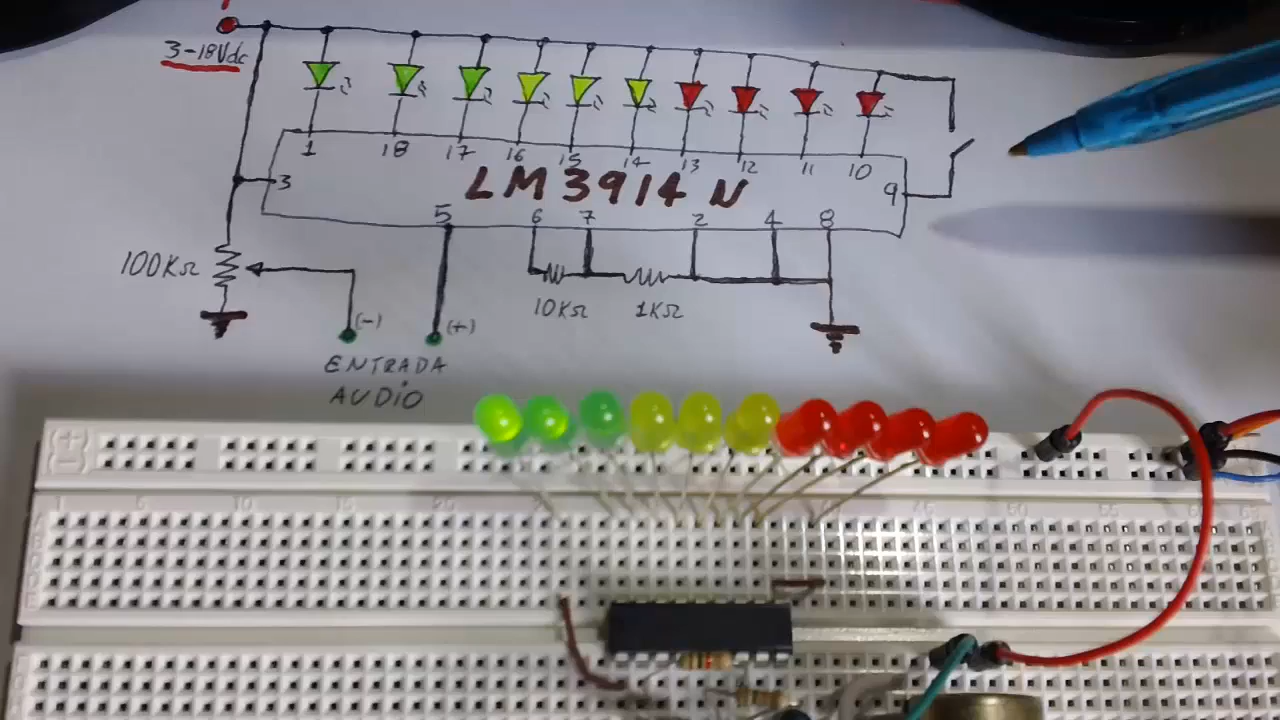 3-18Vdc
1 18 17 16 15 14 13 12 11 10
3 LM3914N 9
5 6 7 2 4 8
100KΩ
10KΩ 1KΩ
(-) (+)
ENTRADA
AUDIO